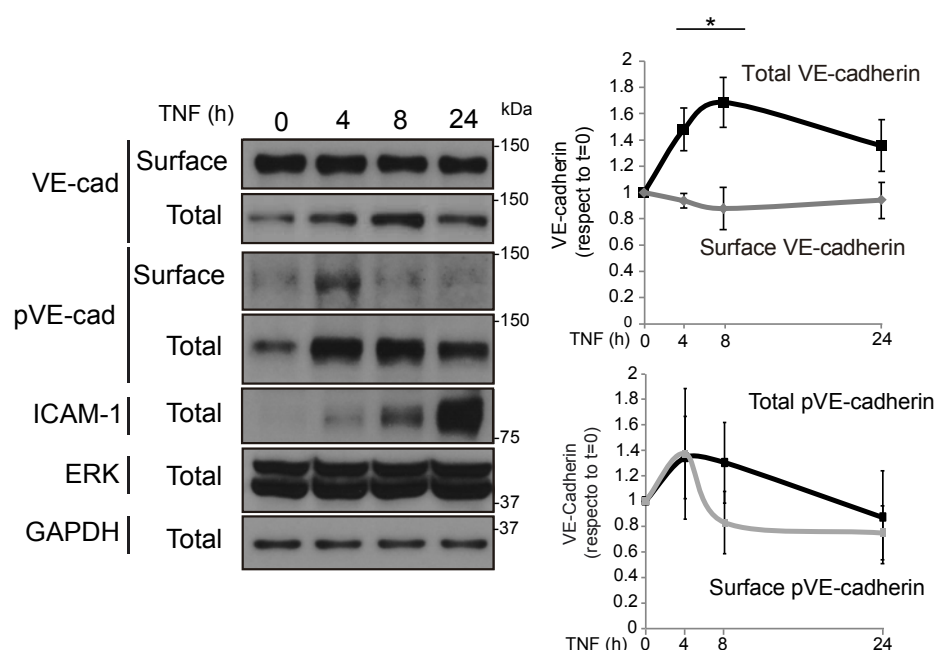 TNF (h) 0 4 8 24 kDa
VE-cad
Surface -150
Total -150
pVE-cad
Surface -150
Total -150
ICAM-1 Total -75
ERK Total -37
GAPDH Total -37
*
VE-cadherin
(respect to t=0)
2
1.8
1.6
1.4
1.2
1
0.8
0.6
0.4
0.2
0
Total VE-cadherin
Surface VE-cadherin
TNF (h) 0 4 8 24
VE-Cadherin
(respecto to t=0)
2
1.8
1.6
1.4
1.2
1
0.8
0.6
0.4
0.2
0
Total pVE-cadherin
Surface pVE-cadherin
TNF (h) 0 4 8 24